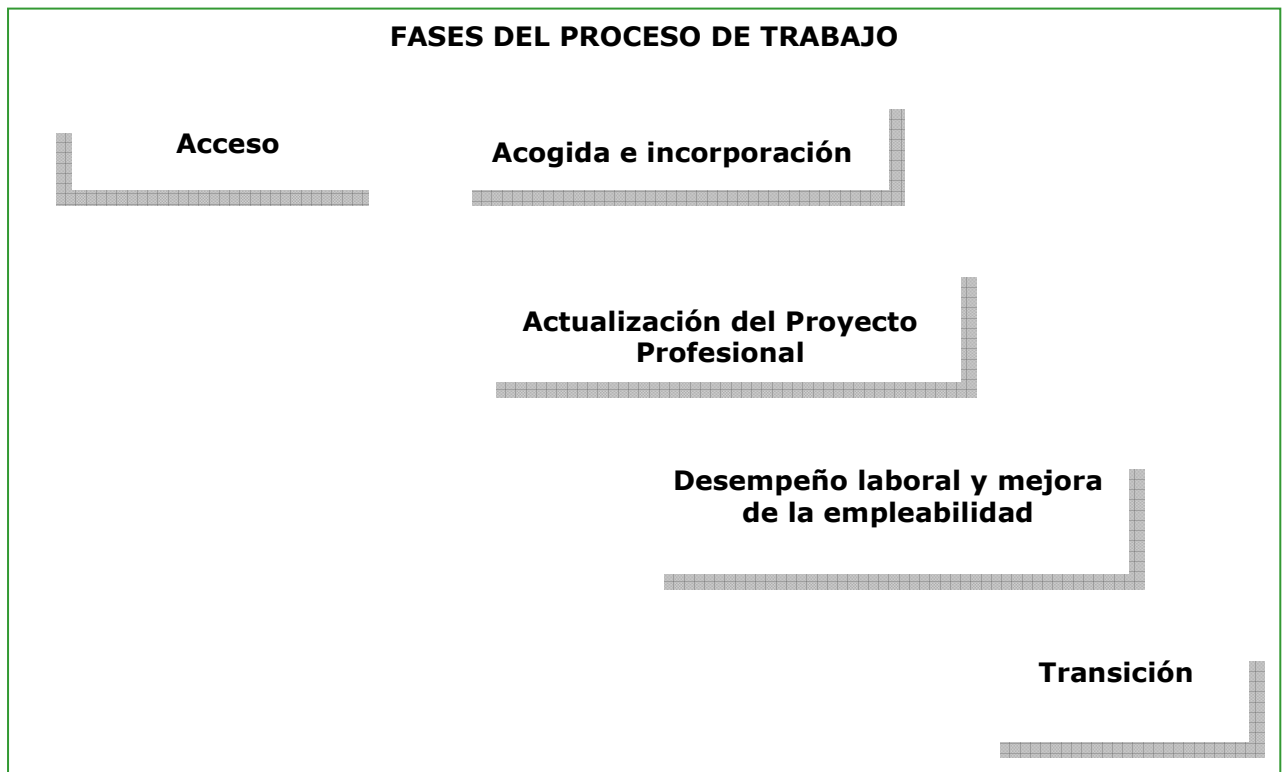 FASES DEL PROCESO DE TRABAJO
Acceso
Acogida e incorporación
Actualización del Proyecto
Profesional
Desempeño laboral y mejora
de la empleabilidad
Transición